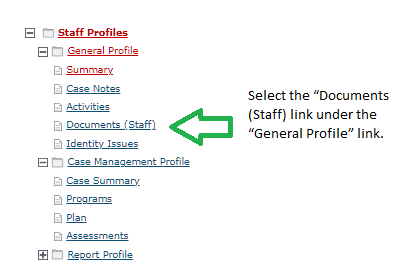 Staff Profiles
General Profile
Summary
Case Notes
Activities
Documents (Staff)
Identity Issues
Case Management Profile
Case Summary
Programs
Plan
Assessments
Report Profile
Select the “Documents
(Staff) link under the
“General Profile” link.